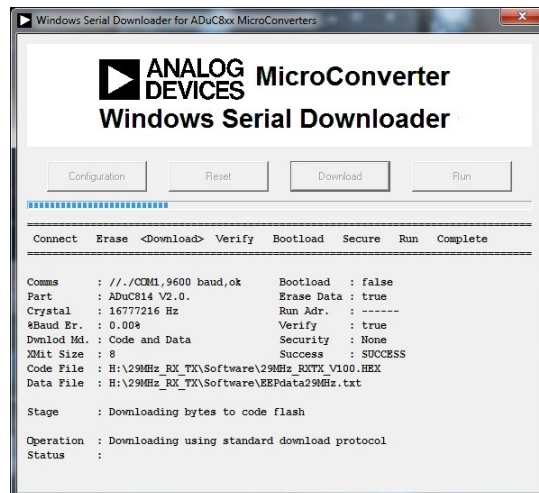 Windows Serial Downloader for ADuC8xx MicroConverters
ANALOG DEVICES MicroConverter
Windows Serial Downloader
Configuration Reset Download Run
Connect Erase <Download> Verify Bootload Secure Run Complete
Comms : //./COM1,9600 baud,ok Bootload : false
Part : ADuC814 V2.0. Erase Data : true
Crystal : 16777216 Hz Run Adr. : ------
%Baud Er. : 0.00% Verify : true
Dwnlod Md. : Code and Data Security : None
XMit Size : 8 Success : SUCCESS
Code File : H:\29MHz_RX_TX\Software\29MHz_RXTX_V100.HEX
Data File : H:\29MHz_RX_TX\Software\EEPdata29MHz.txt
Stage : Downloading bytes to code flash
Operation : Downloading using standard download protocol
Status :